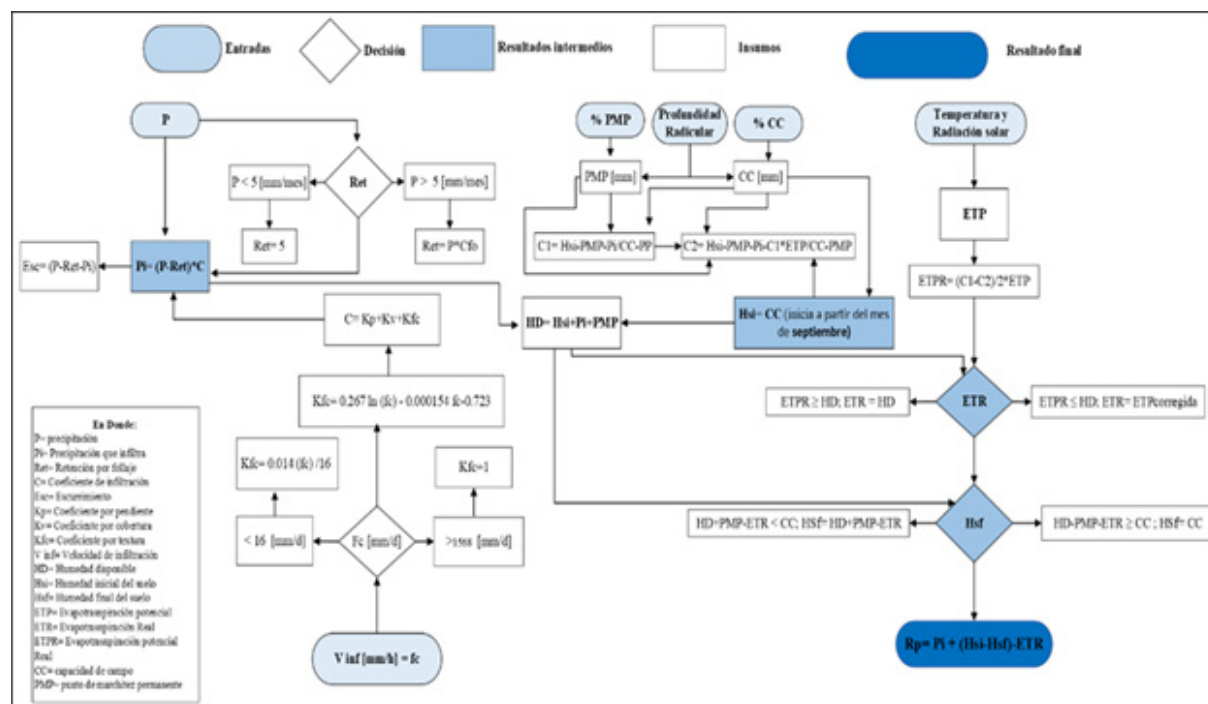 Entradas
Decisión
Resultados intermedios
Insumos
Resultado final
P
% PMP
Profundidad
Radicular
% CC
Temperatura y
Radiación solar
P < 5 [mm/mes]
Ret
P > 5 [mm/mes]
PMP [mm]
CC [mm]
ETP
Ret= 5
Ret= P*Cfo
Esc= (P-Ret-Pi)
Pi= (P-Ret)*C
C1= Hsi-PMP-Pi/CC-PP
C2= Hsi-PMP-Pi-C1*ETP/CC-PMP
ETPR= (C1-C2)/2*ETP
C= Kp+Kv+Kfc
HD= Hsi+Pi+PMP
Hsi= CC (inicia a partir del mes
de septiembre)
Kfc= 0.267 ln (fc) - 0.000154 fc-0.723
ETPR ≥ HD; ETR = HD
ETR
ETPR ≤ HD; ETR= ETPcorregida
Kfc= 0.014 (fc) /16
Kfc=1
< 16 [mm/d]
Fc [mm/d]
>1568 [mm/d]
HD+PMP-ETR < CC; HSf= HD+PMP-ETR
Hsf
HD-PMP-ETR ≥ CC ; HSf= CC
V inf [mm/h] = fc
Rp= Pi + (Hsi-Hsf)-ETR
En Donde:
P= precipitación
Pi= Precipitación que infiltra
Ret= Retención por follaje
C= Coeficiente de infiltración
Esc= Escurrimiento
Kp= Coeficiente por pendiente
Kv= Coeficiente por cobertura
Kfc= Coeficiente por textura
V inf= Velocidad de infiltración
HD= Humedad disponible
Hsi= Humedad inicial del suelo
Hsf= Humedad final del suelo
ETP= Evapotranspiración potencial
ETR= Evapotranspiración Real
ETPR= Evapotranspiración potencial
Real
CC= capacidad de campo
PMP= punto de marchitez permanente